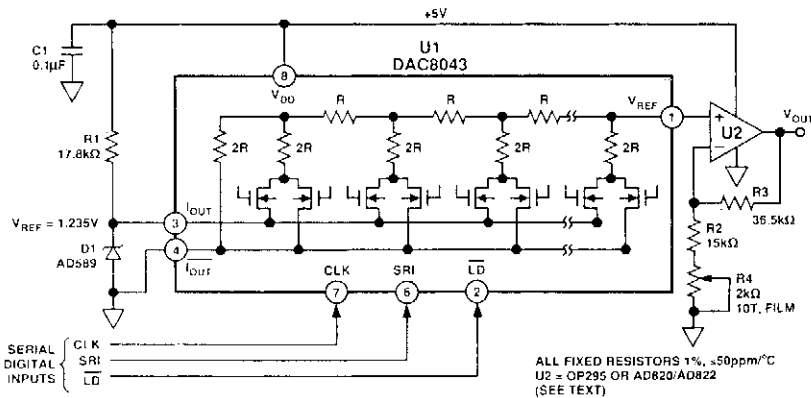 +5V
C1
0.1µF
U1
DAC8043
8
VDD
R
R
R
VREF
1
+
−
U2
VOUT
R1
17.8kΩ
2R
2R
2R
2R
2R
R3
36.5kΩ
VREF = 1.235V
3
IOUT
D1
AD589
4
IOUT
R2
15kΩ
R4
2kΩ
10T, FILM
CLK
SRI
LD
7
6
2
SERIAL
DIGITAL
INPUTS
CLK
SRI
LD
ALL FIXED RESISTORS 1%, ≤50ppm/°C
U2 = OP295 OR AD820/AD822
(SEE TEXT)